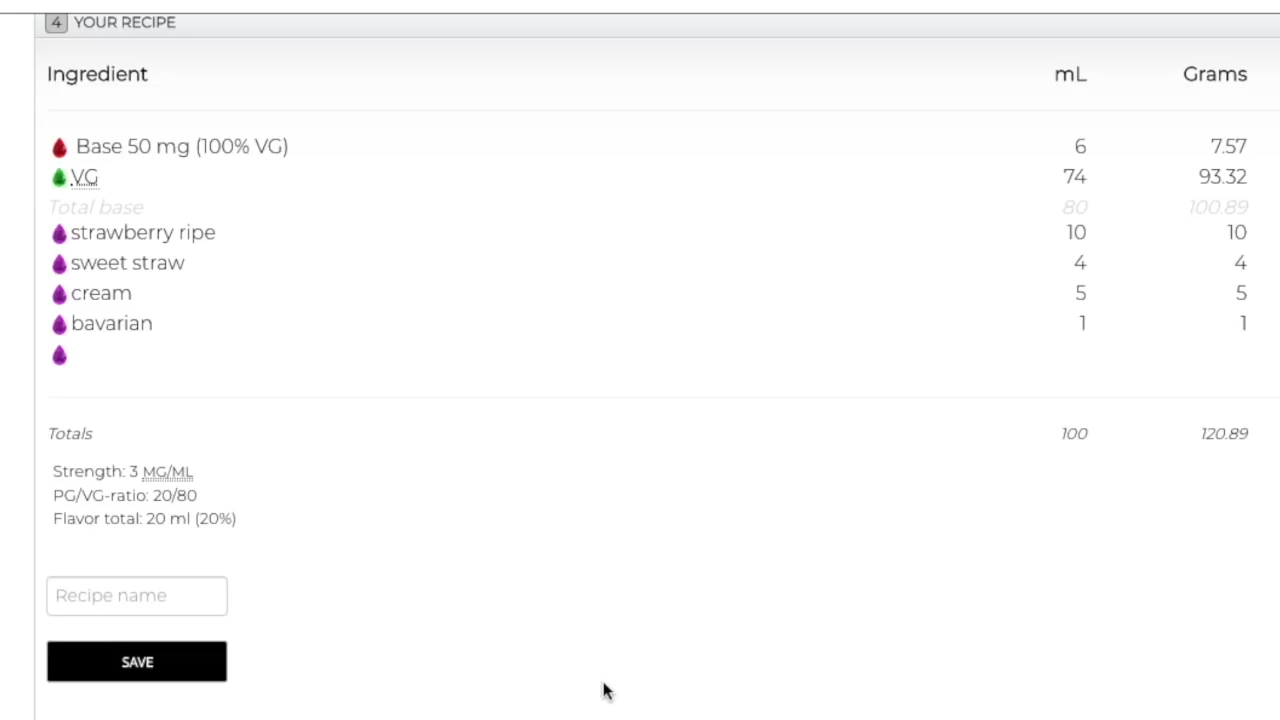 4 YOUR RECIPE
Ingredient mL Grams
Base 50 mg (100% VG) 6 7.57
VG 74 93.32
Total base 80 100.89
strawberry ripe 10 10
sweet straw 4 4
cream 5 5
bavarian 1 1
Totals 100 120.89
Strength: 3 MG/ML
PG/VG-ratio: 20/80
Flavor total: 20 ml (20%)
Recipe name
SAVE